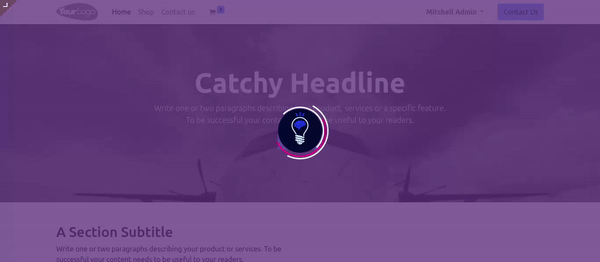 YourLogo
Home Shop Contact us 1 Mitchell Admin Contact Us
Catchy Headline
Write one or two paragraphs describing product, services or a specific feature.
To be successful your content useful to your readers.
A Section Subtitle
Write one or two paragraphs describing your product or services. To be
successful your content needs to be useful to your readers.